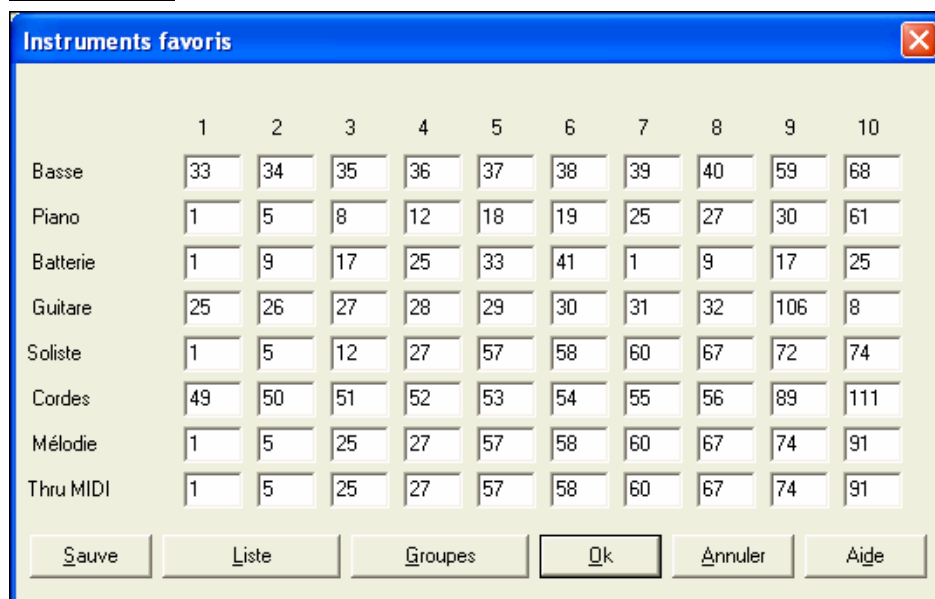 Instruments favoris
1 2 3 4 5 6 7 8 9 10
Basse 33 34 35 36 37 38 39 40 59 68
Piano 1 5 8 12 18 19 25 27 30 61
Batterie 1 9 17 25 33 41 1 9 17 25
Guitare 25 26 27 28 29 30 31 32 106 8
Soliste 1 5 12 27 57 58 60 67 72 74
Cordes 49 50 51 52 53 54 55 56 89 111
Mélodie 1 5 25 27 57 58 60 67 74 91
Thru MIDI 1 5 25 27 57 58 60 67 74 91
Sauve Liste Groupes Ok Annuler Aide